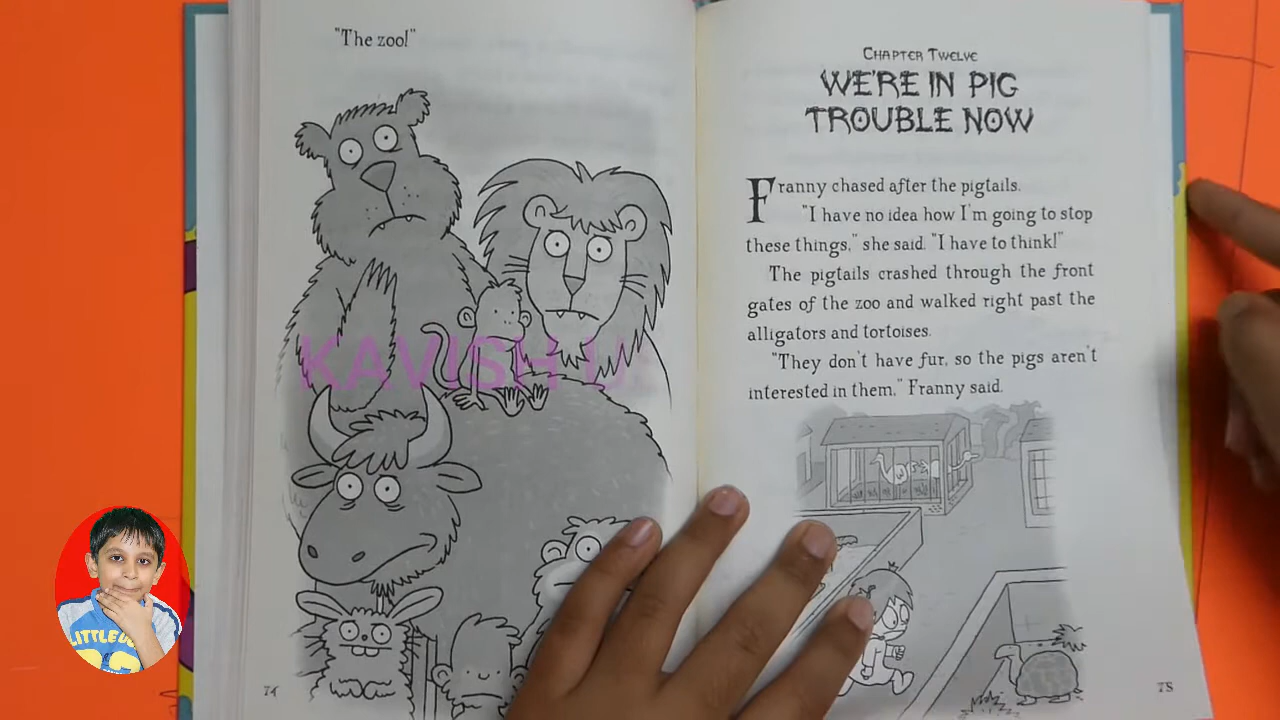 "The zoo!"
KAVISH U
LITTLE
74
CHAPTER TWELVE
WE'RE IN PIG
TROUBLE NOW
Franny chased after the pigtails.
"I have no idea how I'm going to stop
these things," she said. "I have to think!"
The pigtails crashed through the front
gates of the zoo and walked right past the
alligators and tortoises.
"They don't have fur, so the pigs aren't
interested in them," Franny said.
75